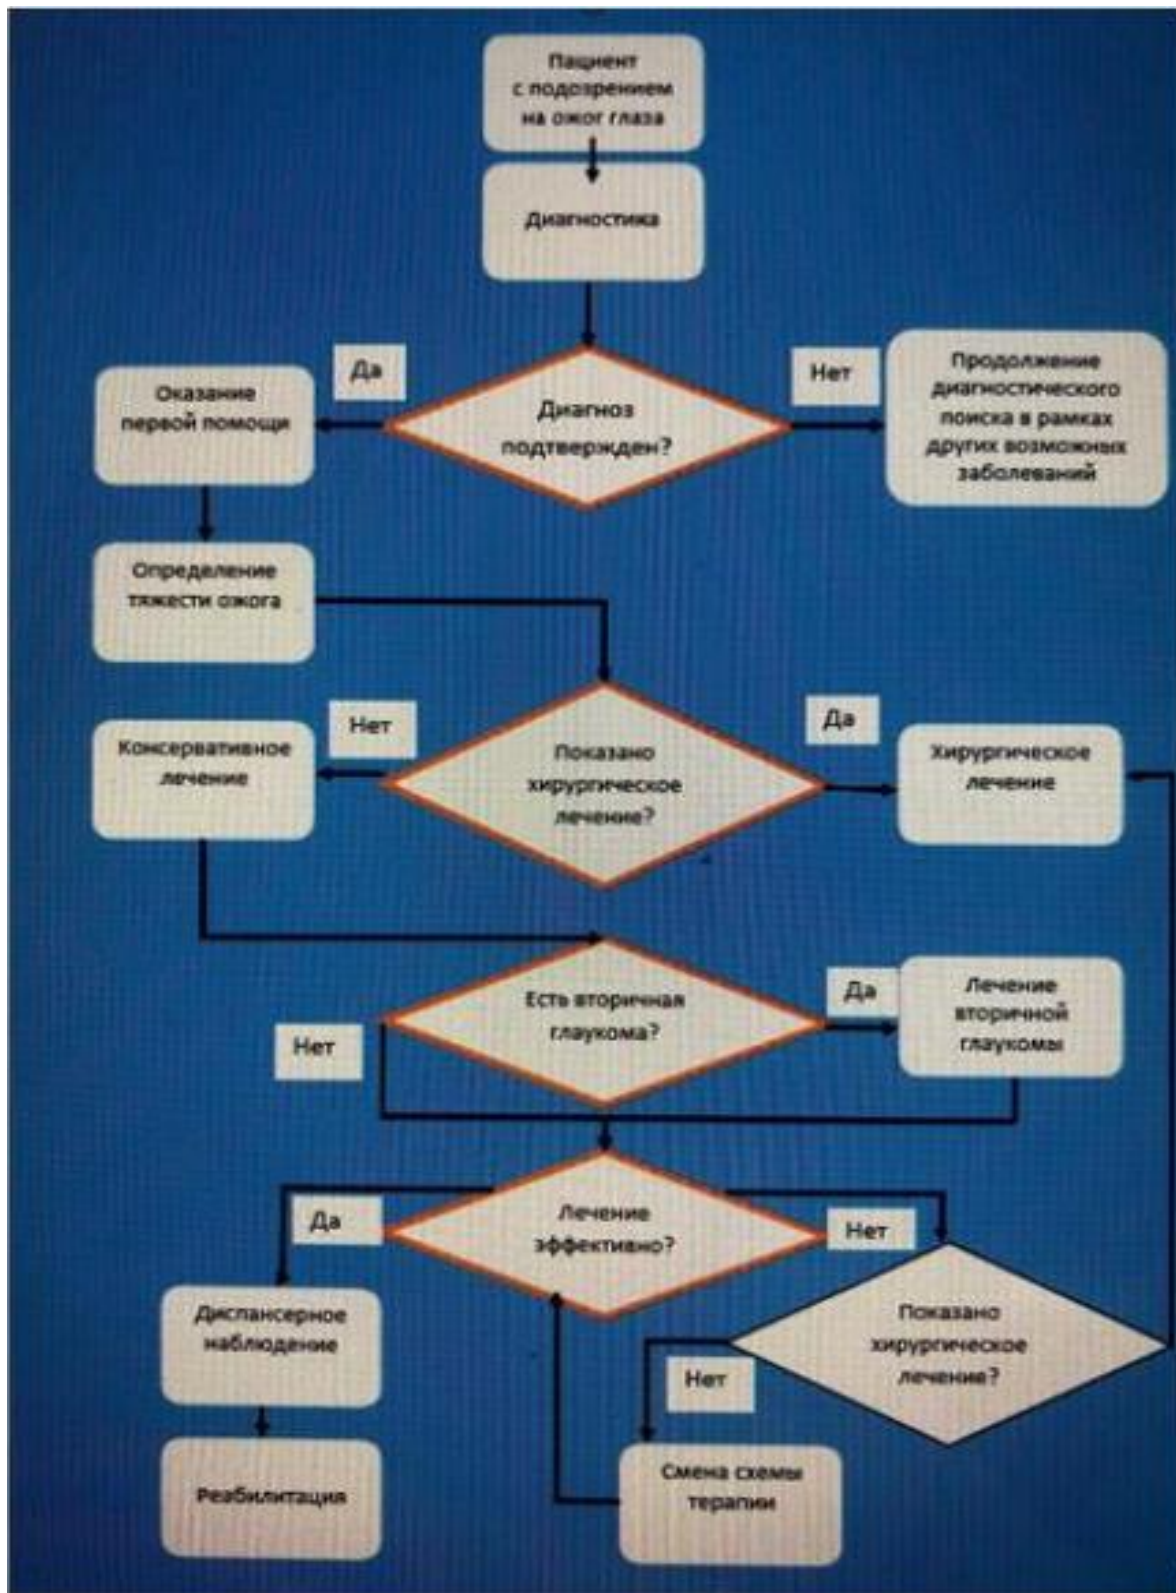 Пациент
с подозрением
на ожог глаза
Диагностика
Да
Нет
Оказание
первой помощи
Диагноз
подтвержден?
Продолжение
диагностического
поиска в рамках
других возможных
заболеваний
Определение
тяжести ожога
Нет
Да
Консервативное
лечение
Показано
хирургическое
лечение?
Хирургическое
лечение
Есть вторичная
глаукома?
Да
Лечение
вторичной
глаукомы
Нет
Лечение
эффективно?
Да
Нет
Диспансерное
наблюдение
Показано
хирургическое
лечение?
Нет
Реабилитация
Смена схемы
терапии